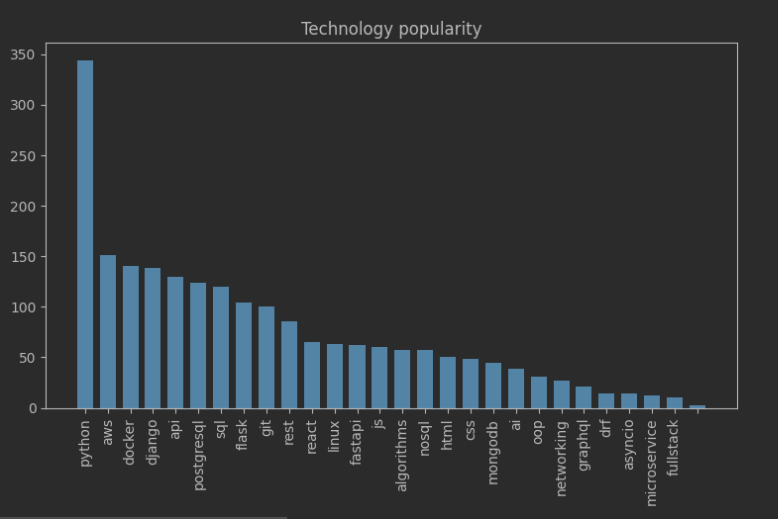 Technology popularity
350
300
250
200
150
100
50
0
python
aws
docker
django
api
postgresql
sql
flask
git
rest
react
linux
fastapi
js
algorithms
nosql
html
css
mongodb
ai
oop
networking
graphql
drf
asyncio
microservice
fullstack